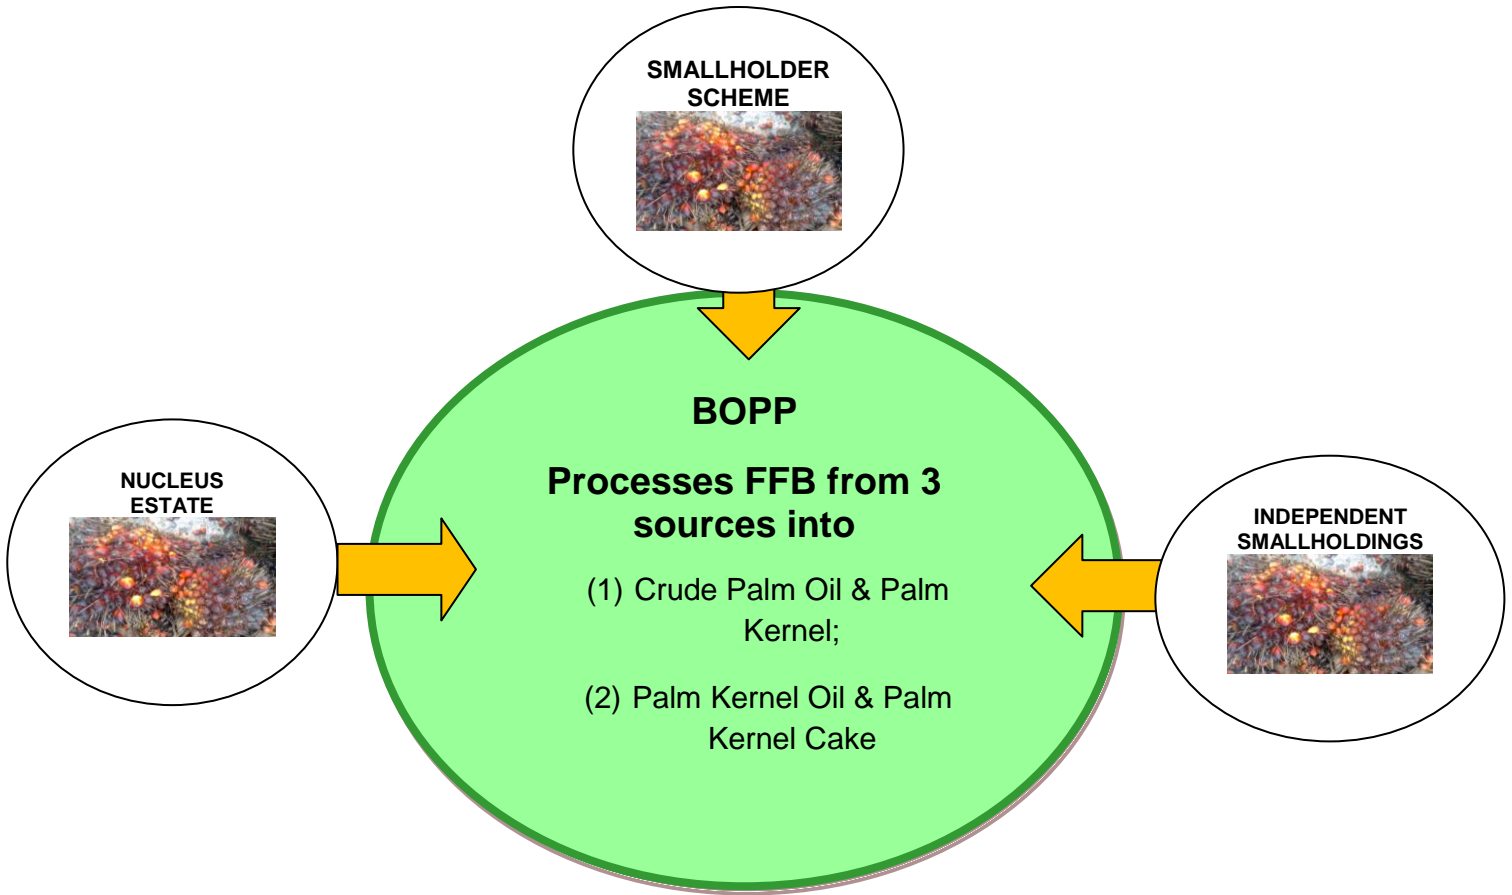 SMALLHOLDER
SCHEME
BOPP
Processes FFB from 3
sources into
(1) Crude Palm Oil & Palm
Kernel;
(2) Palm Kernel Oil & Palm
Kernel Cake
NUCLEUS
ESTATE
INDEPENDENT
SMALLHOLDINGS